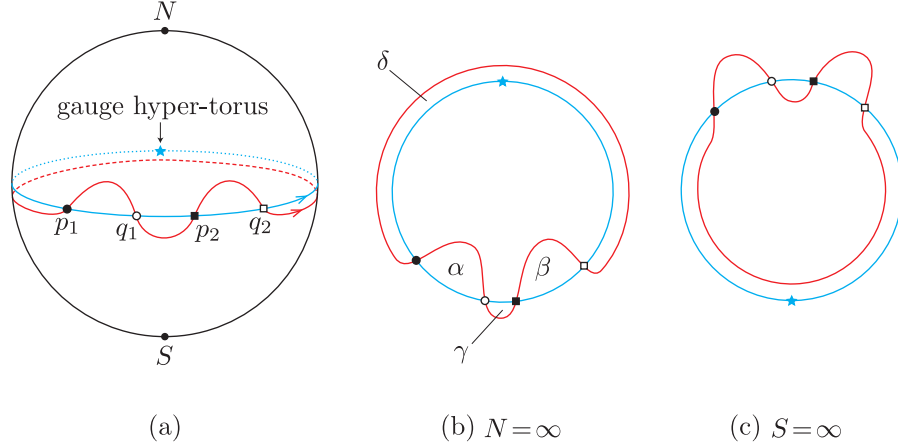 N
gauge hyper-torus
p₁ q₁ p₂ q₂
S
(a)
δ
α β
γ
(b) N=∞
(c) S=∞